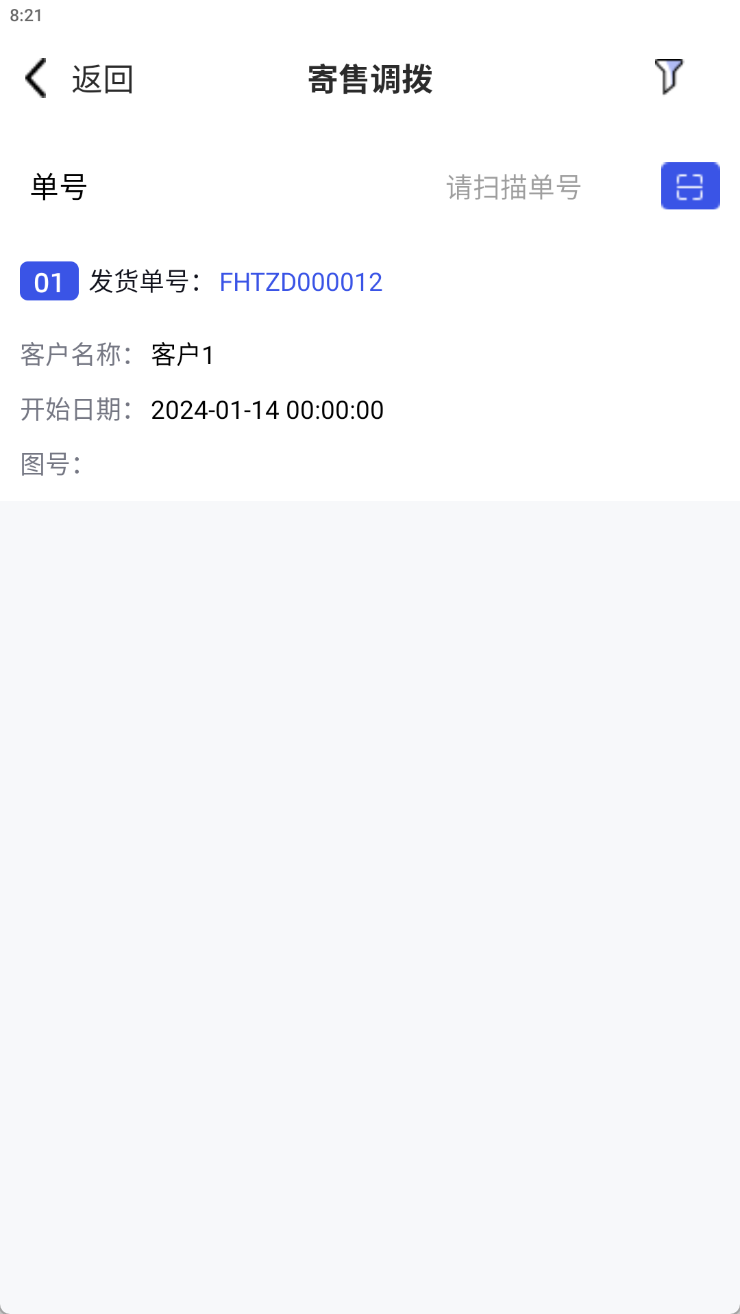 8:21
返回 寄售调拨
单号 请扫描单号
01 发货单号： FHTZD000012
客户名称： 客户1
开始日期： 2024-01-14 00:00:00
图号：